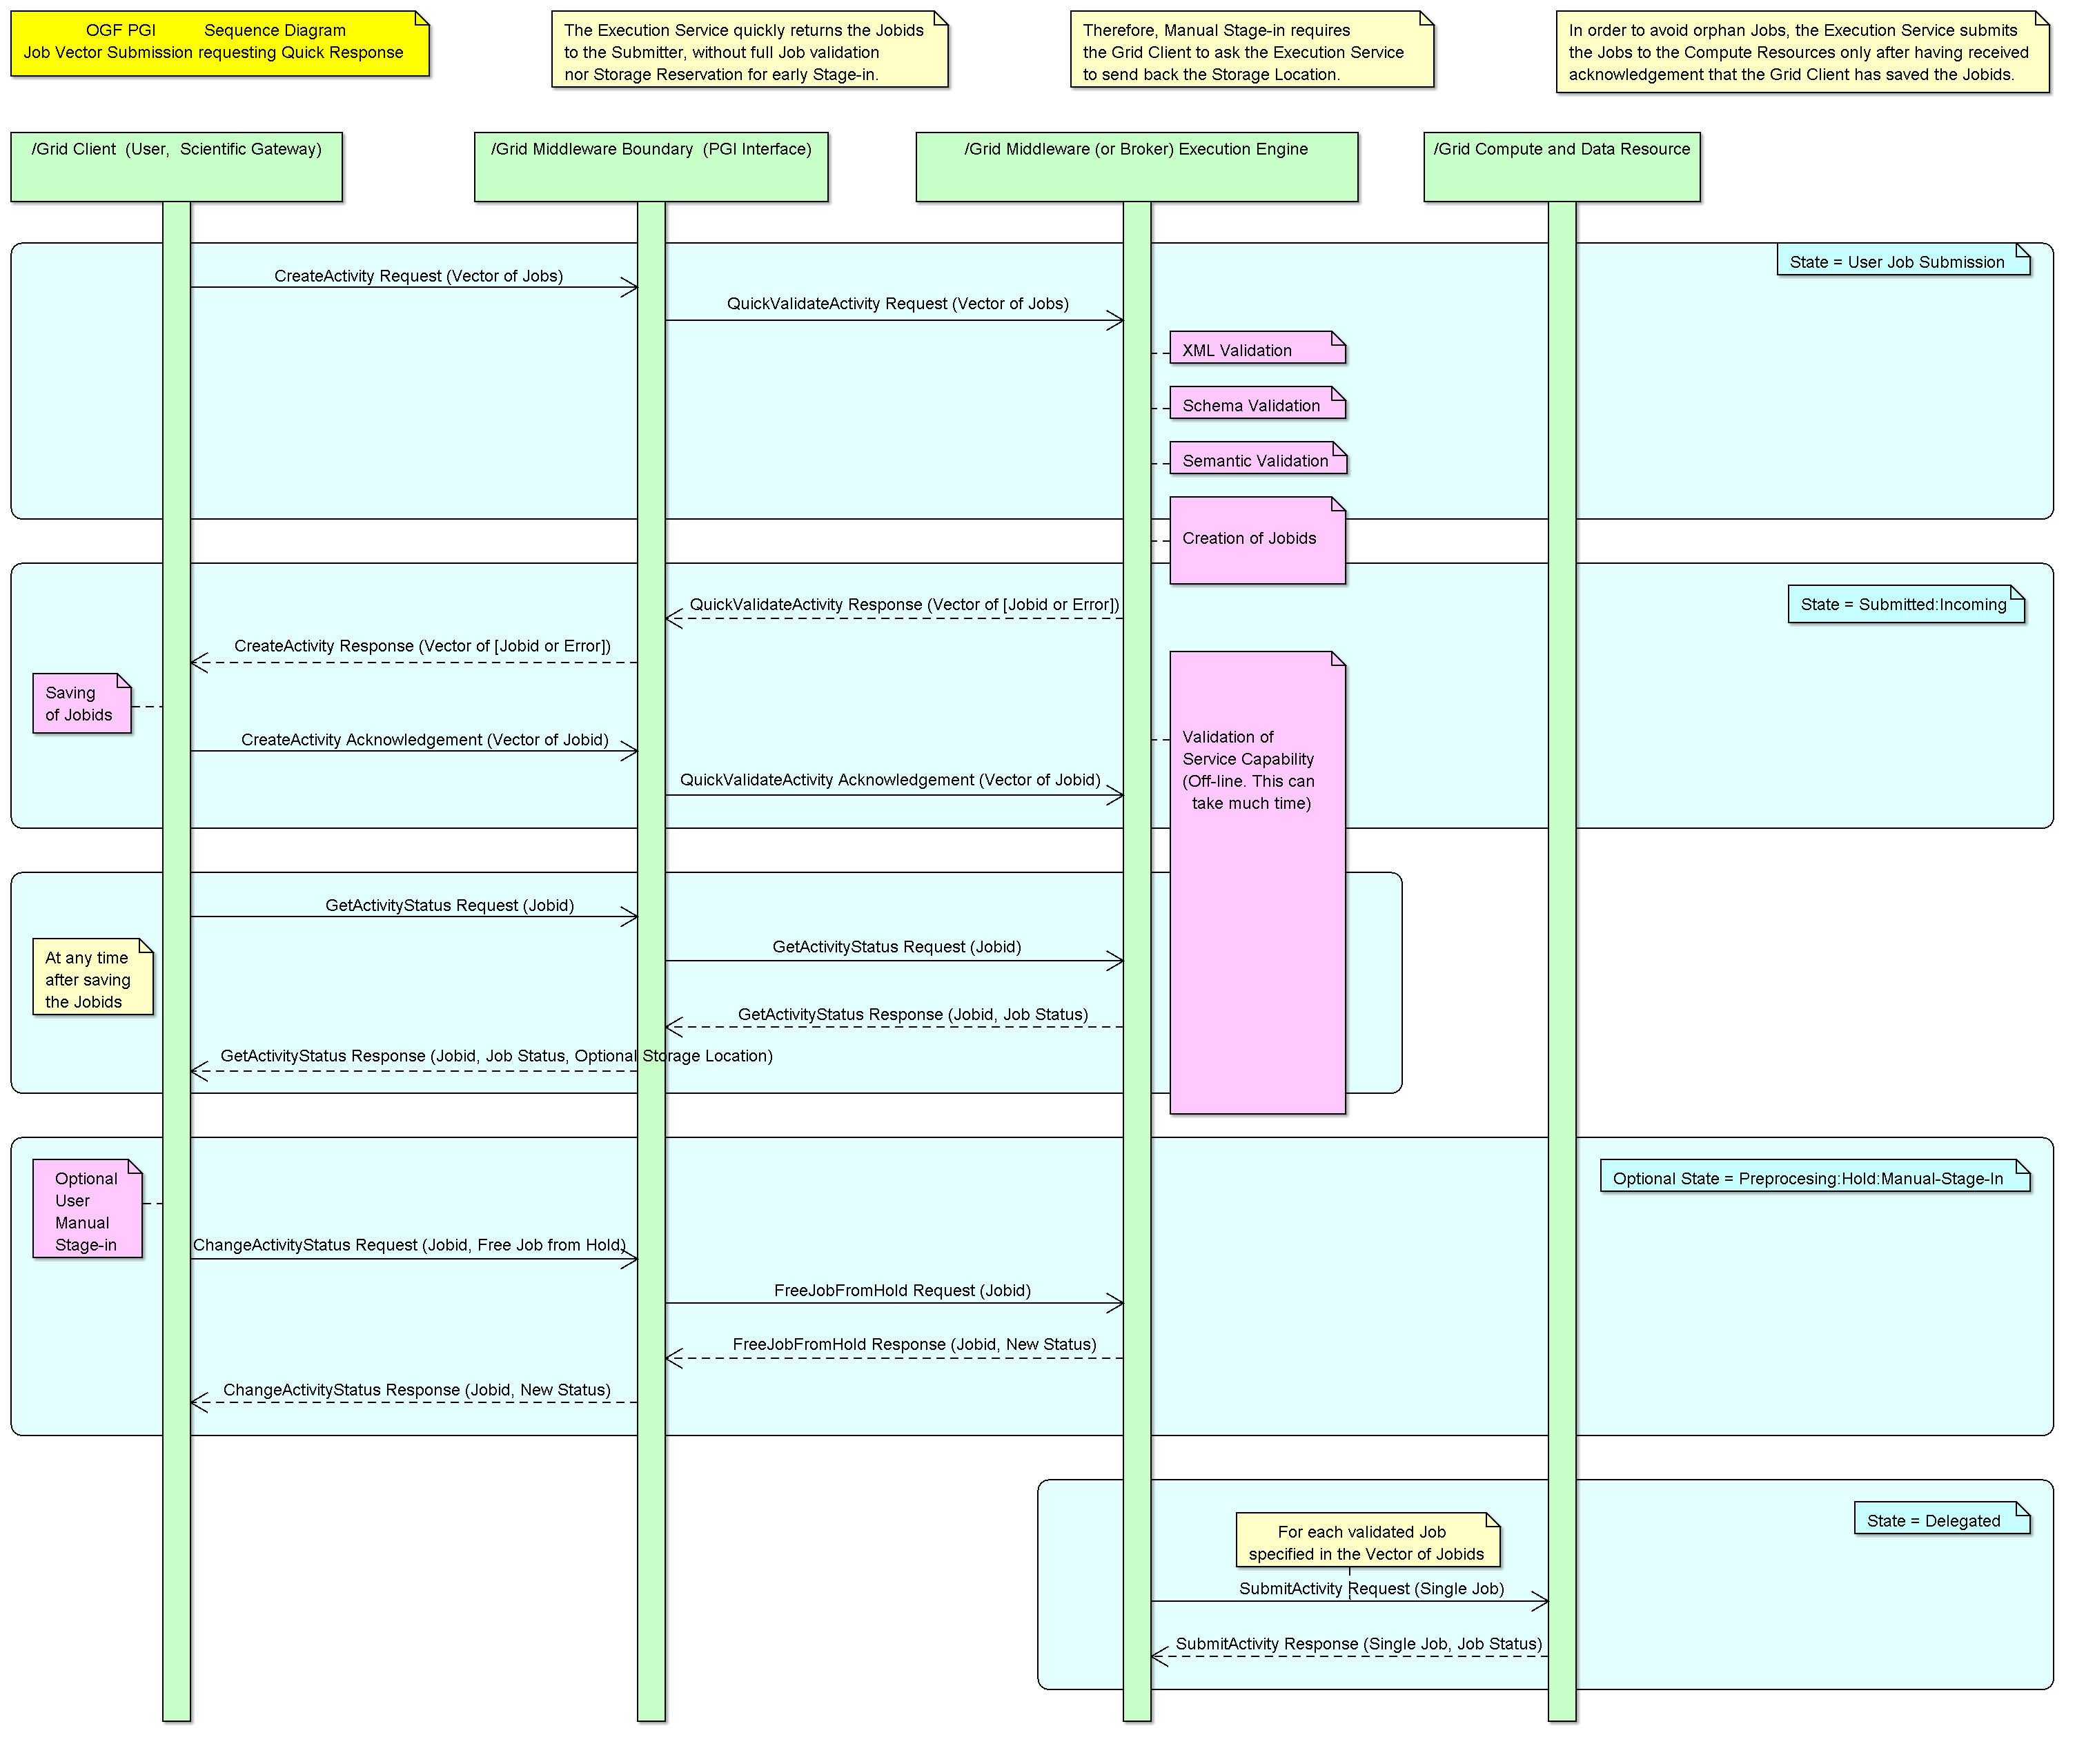 OGF PGI Sequence Diagram
Job Vector Submission requesting Quick Response
The Execution Service quickly returns the Jobids
to the Submitter, without full Job validation
nor Storage Reservation for early Stage-in.
Therefore, Manual Stage-in requires
the Grid Client to ask the Execution Service
to send back the Storage Location.
In order to avoid orphan Jobs, the Execution Service submits
the Jobs to the Compute Resources only after having received
acknowledgement that the Grid Client has saved the Jobids.
/Grid Client (User, Scientific Gateway)
/Grid Middleware Boundary (PGI Interface)
/Grid Middleware (or Broker) Execution Engine
/Grid Compute and Data Resource
State = User Job Submission
CreateActivity Request (Vector of Jobs)
QuickValidateActivity Request (Vector of Jobs)
XML Validation
Schema Validation
Semantic Validation
Creation of Jobids
State = Submitted:Incoming
QuickValidateActivity Response (Vector of [Jobid or Error])
CreateActivity Response (Vector of [Jobid or Error])
Saving
of Jobids
CreateActivity Acknowledgement (Vector of Jobid)
QuickValidateActivity Acknowledgement (Vector of Jobid)
Validation of
Service Capability
(Off-line. This can
take much time)
GetActivityStatus Request (Jobid)
GetActivityStatus Request (Jobid)
At any time
after saving
the Jobids
GetActivityStatus Response (Jobid, Job Status)
GetActivityStatus Response (Jobid, Job Status, Optional Storage Location)
Optional State = Preprocesing:Hold:Manual-Stage-In
Optional
User
Manual
Stage-in
ChangeActivityStatus Request (Jobid, Free Job from Hold)
FreeJobFromHold Request (Jobid)
FreeJobFromHold Response (Jobid, New Status)
ChangeActivityStatus Response (Jobid, New Status)
State = Delegated
For each validated Job
specified in the Vector of Jobids
SubmitActivity Request (Single Job)
SubmitActivity Response (Single Job, Job Status)